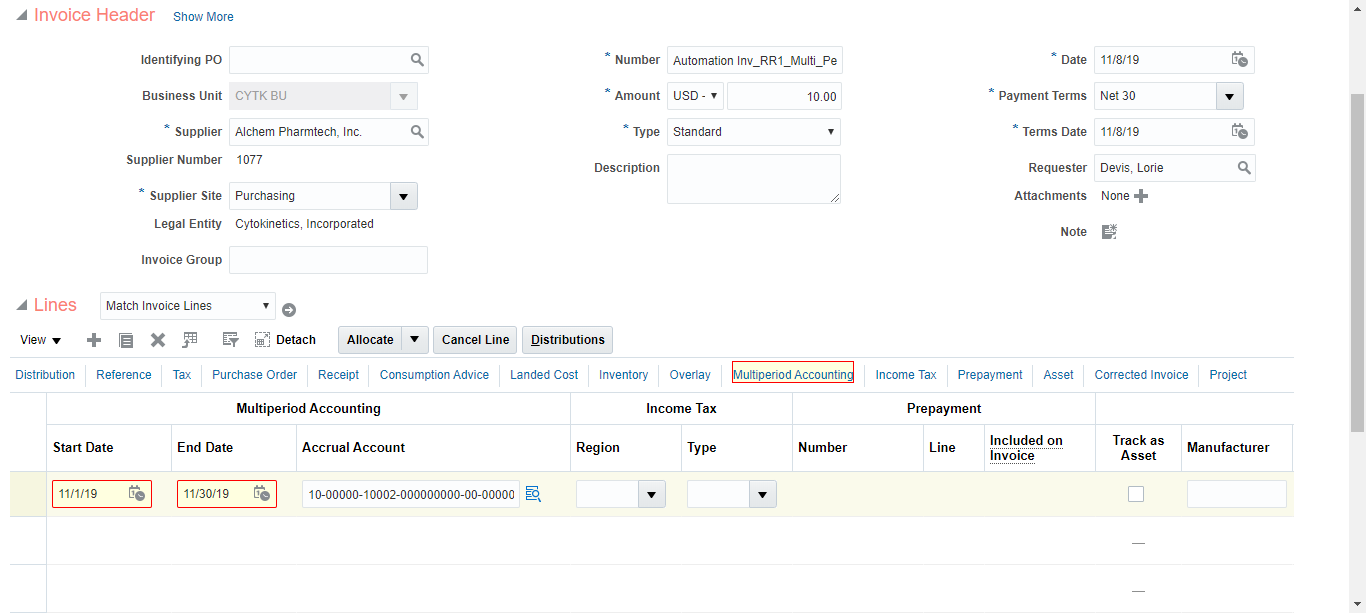 Invoice Header Show More
Identifying PO
* Number Automation Inv_RR1_Multi_Pe
* Date 11/8/19
Business Unit CYTK BU
* Amount USD - 10.00
* Payment Terms Net 30
* Supplier Alchem Pharmtech, Inc.
* Type Standard
* Terms Date 11/8/19
Supplier Number 1077
Description
Requester Devis, Lorie
* Supplier Site Purchasing
Attachments None
Legal Entity Cytokinetics, Incorporated
Note
Invoice Group
Lines Match Invoice Lines
View Detach Allocate Cancel Line Distributions
Distribution Reference Tax Purchase Order Receipt Consumption Advice Landed Cost Inventory Overlay Multiperiod Accounting Income Tax Prepayment Asset Corrected Invoice Project
Multiperiod Accounting Income Tax Prepayment
Start Date End Date Accrual Account Region Type Number Line Included on Invoice Track as Asset Manufacturer
11/1/19 11/30/19 10-00000-10002-000000000-00-00000